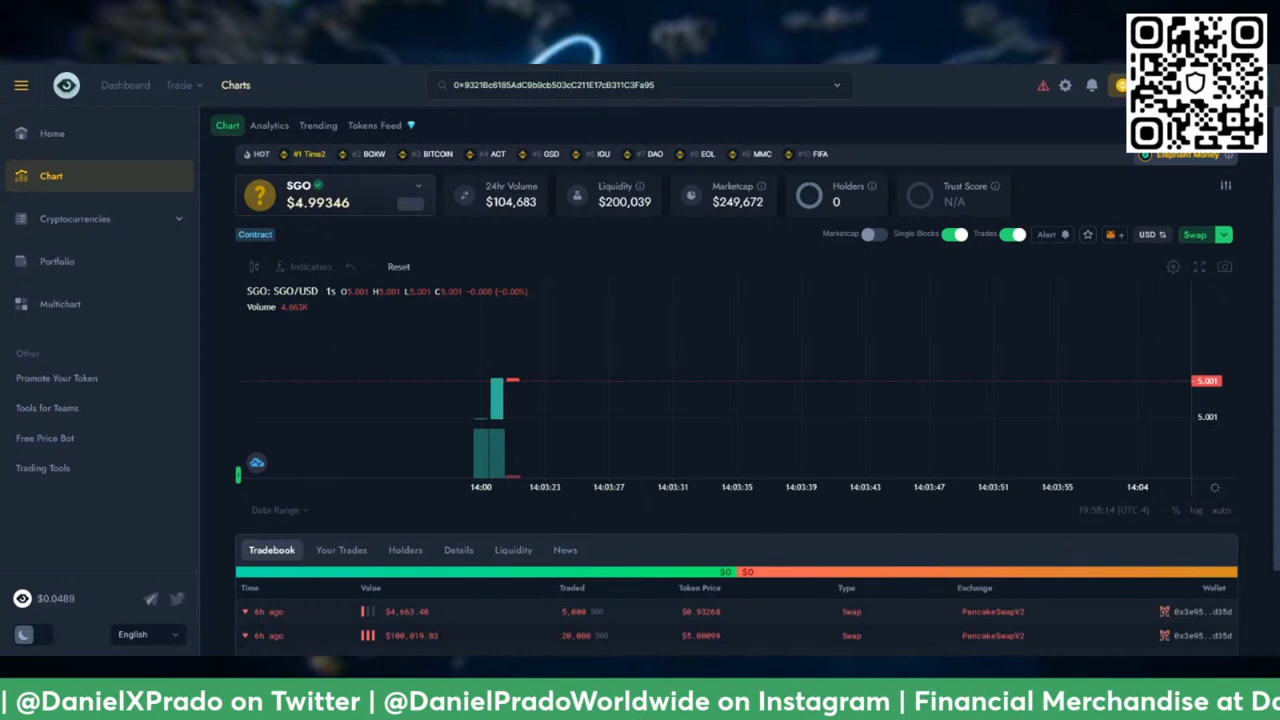 Dashboard Trade Charts 0x9321Bc6185AdC9b9cb503cC211E17cB311C3Fa95
Home
Chart
Cryptocurrencies
Portfolio
Multichart
Other
Promote Your Token
Tools for Teams
Free Price Bot
Trading Tools
$0.0489
English
Chart Analytics Trending Tokens Feed
HOT #1 Time2 #2 BOXW #3 BITCOIN #4 ACT #5 GSD #6 IGU #7 DAO #8 EOL #9 MMC #10 FIFA
Elephant Money
SGO
$4.99346
24hr Volume
$104,683
Liquidity
$200,039
Marketcap
$249,672
Holders
0
Trust Score
N/A
Contract
Marketcap Single Blocks Trades Alert USD Swap
Indicators Reset
SGO: SGO/USD 1s O5.001 H5.001 L5.001 C5.001 -0.000 (-0.00%)
Volume 4.663K
5.001
5.001
14:00 14:03:23 14:03:27 14:03:31 14:03:35 14:03:39 14:03:43 14:03:47 14:03:51 14:03:55 14:04
Date Range 19:58:14 (UTC-4) % log auto
Tradebook Your Trades Holders Details Liquidity News
$0 $0
Time Value Traded Token Price Type Exchange Wallet
6h ago $4,663.40 5,000 SGO $0.93268 Swap PancakeSwapV2 0x3e95..d35d
6h ago $100,019.83 20,000 SGO $5.00099 Swap PancakeSwapV2 0x3e95..d35d
| @DanielXPrado on Twitter | @DanielPradoWorldwide on Instagram | Financial Merchandise at Da